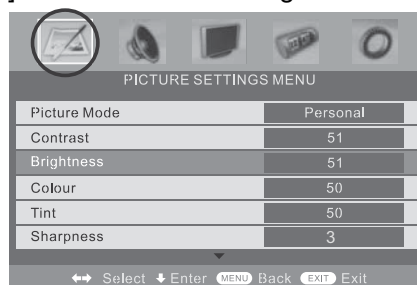 PICTURE SETTINGS MENU
Picture Mode Personal
Contrast 51
Brightness 51
Colour 50
Tint 50
Sharpness 3
Select Enter MENU Back EXIT Exit